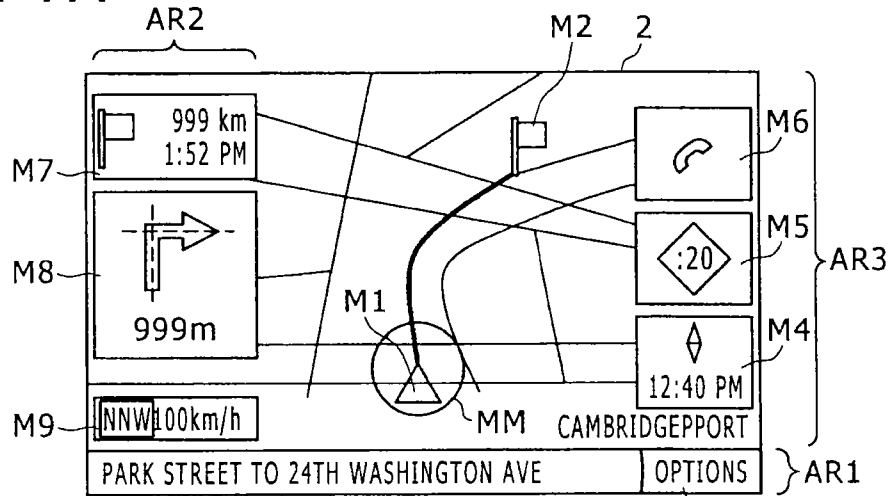 AR2
M2
2
999 km
1:52 PM
M7
M6
M8
999m
M1
:20
M5
AR3
M4
12:40 PM
M9
NNW 100km/h
MM
CAMBRIDGEPPORT
PARK STREET TO 24TH WASHINGTON AVE
OPTIONS
AR1